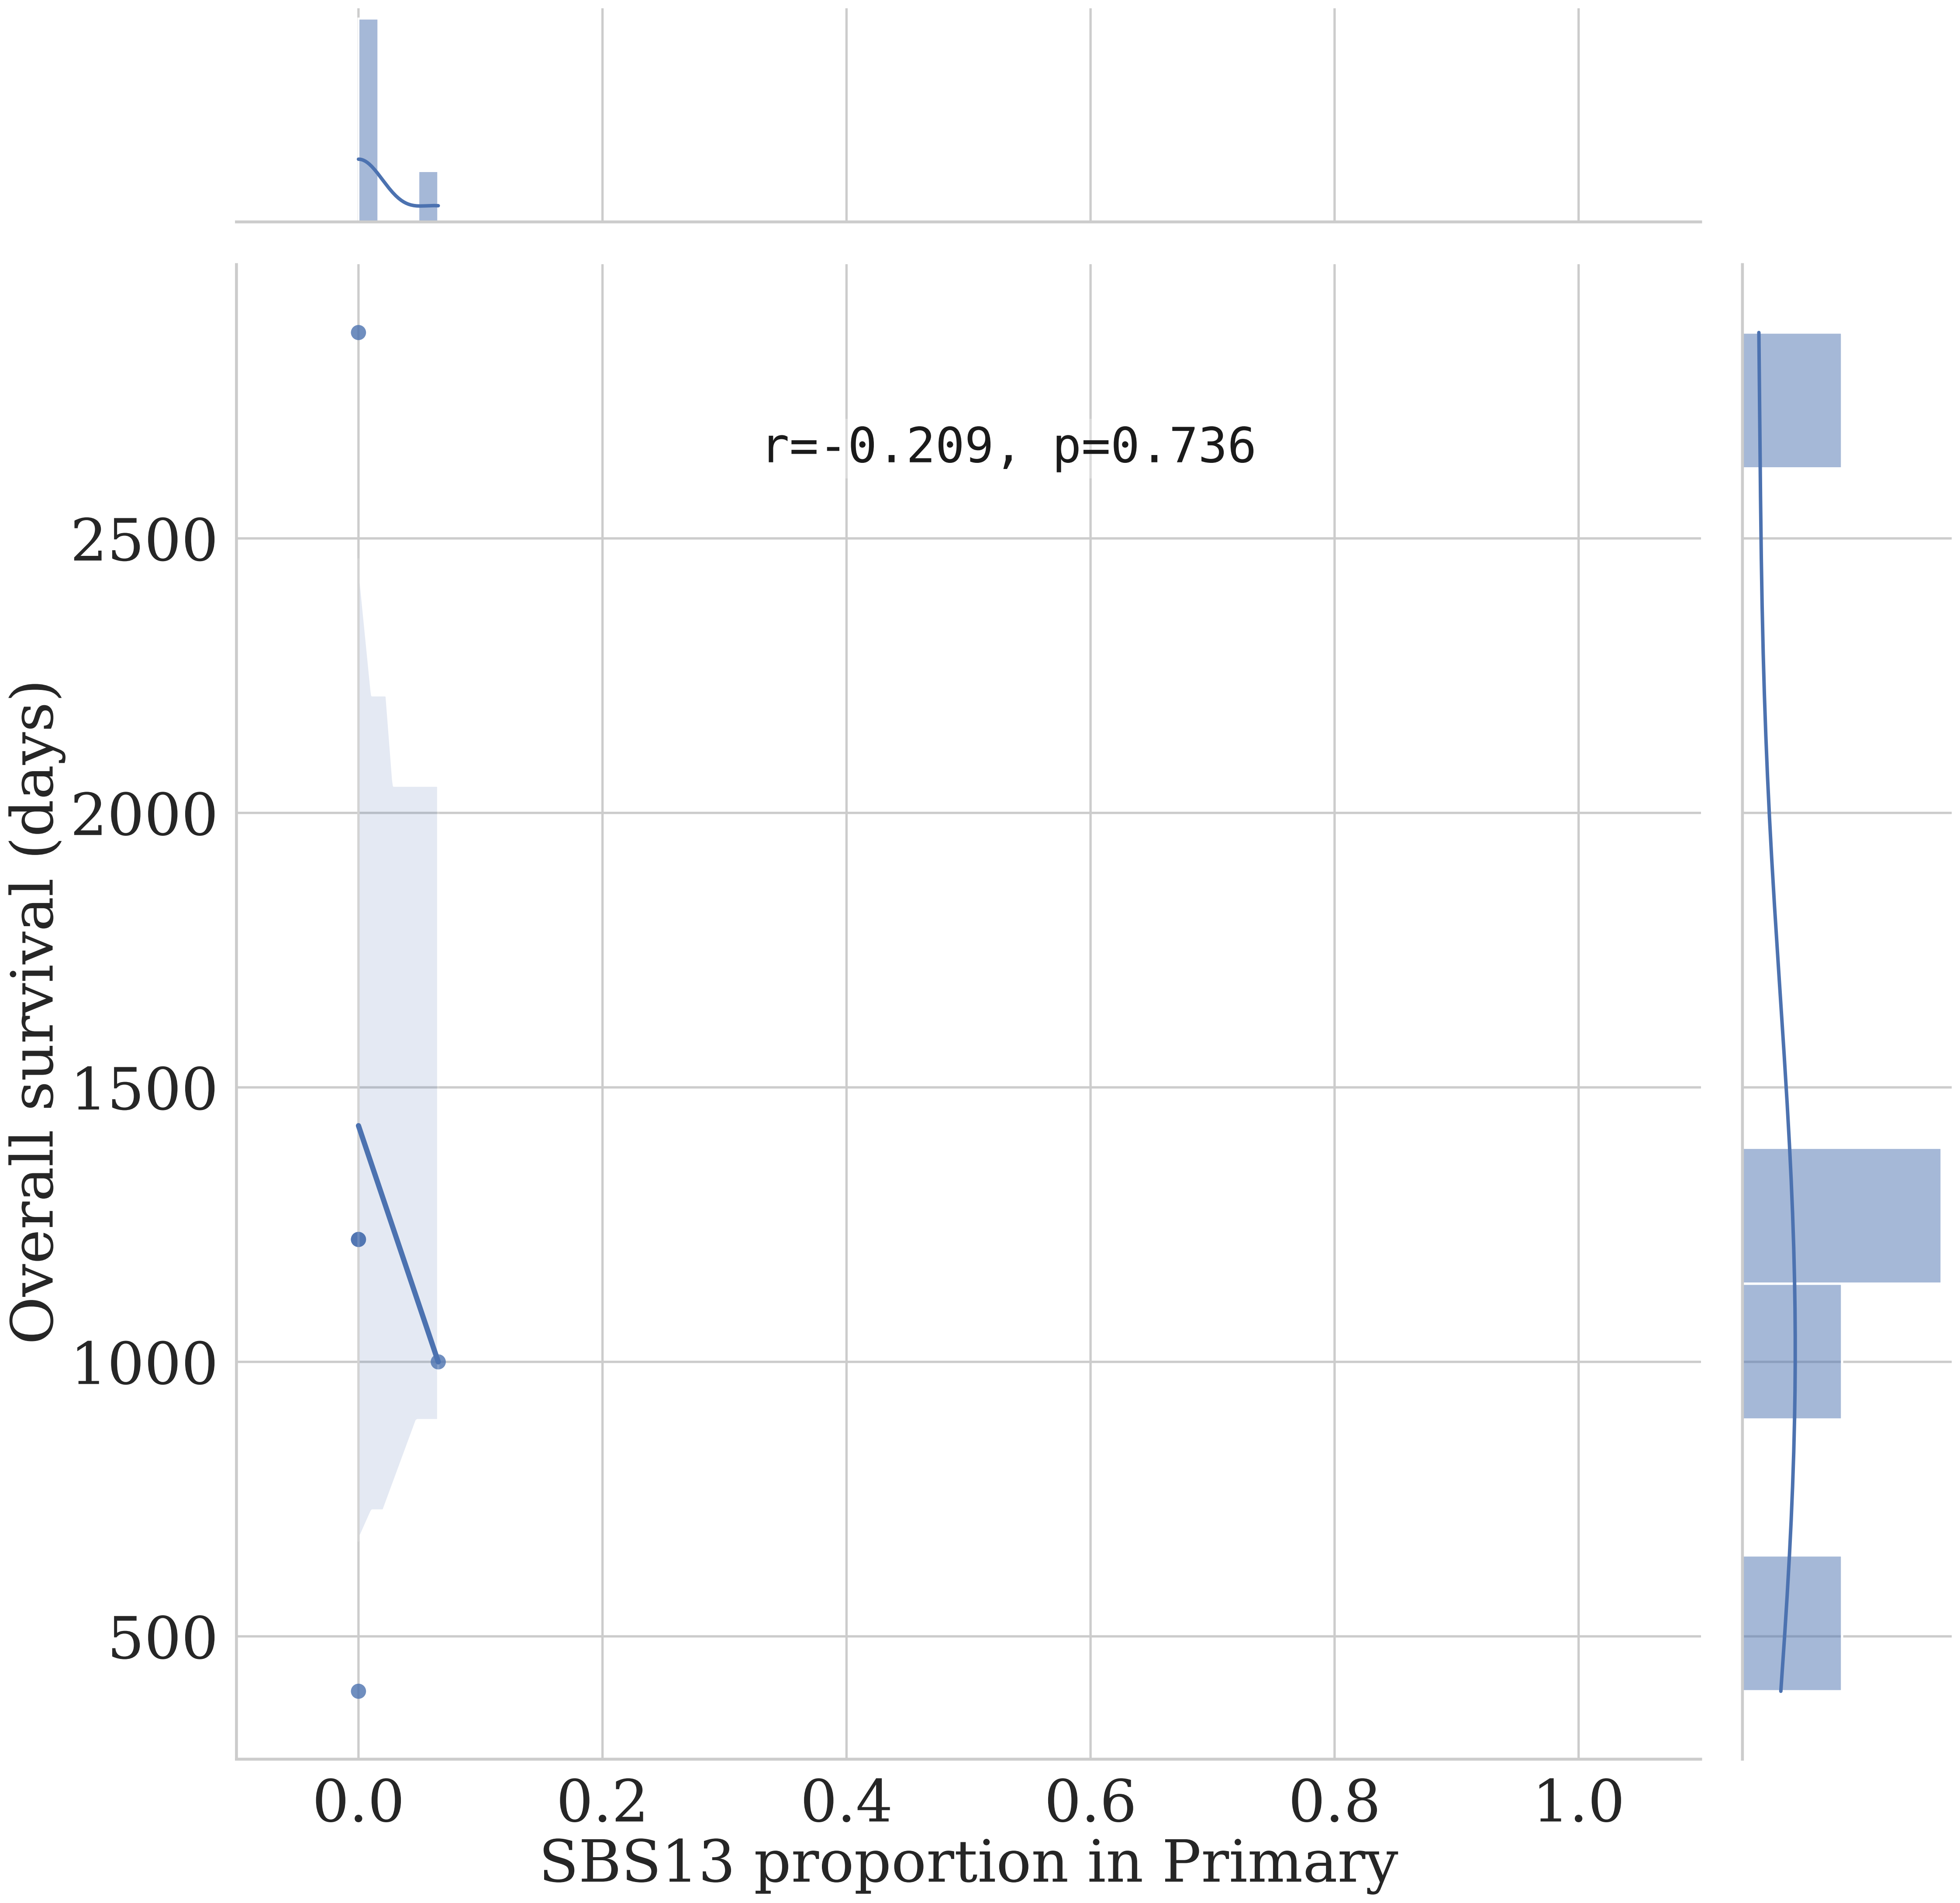 r=-0.209, p=0.736
Overall survival (days)
2500
2000
1500
1000
500
0.0 0.2 0.4 0.6 0.8 1.0
SBS13 proportion in Primary